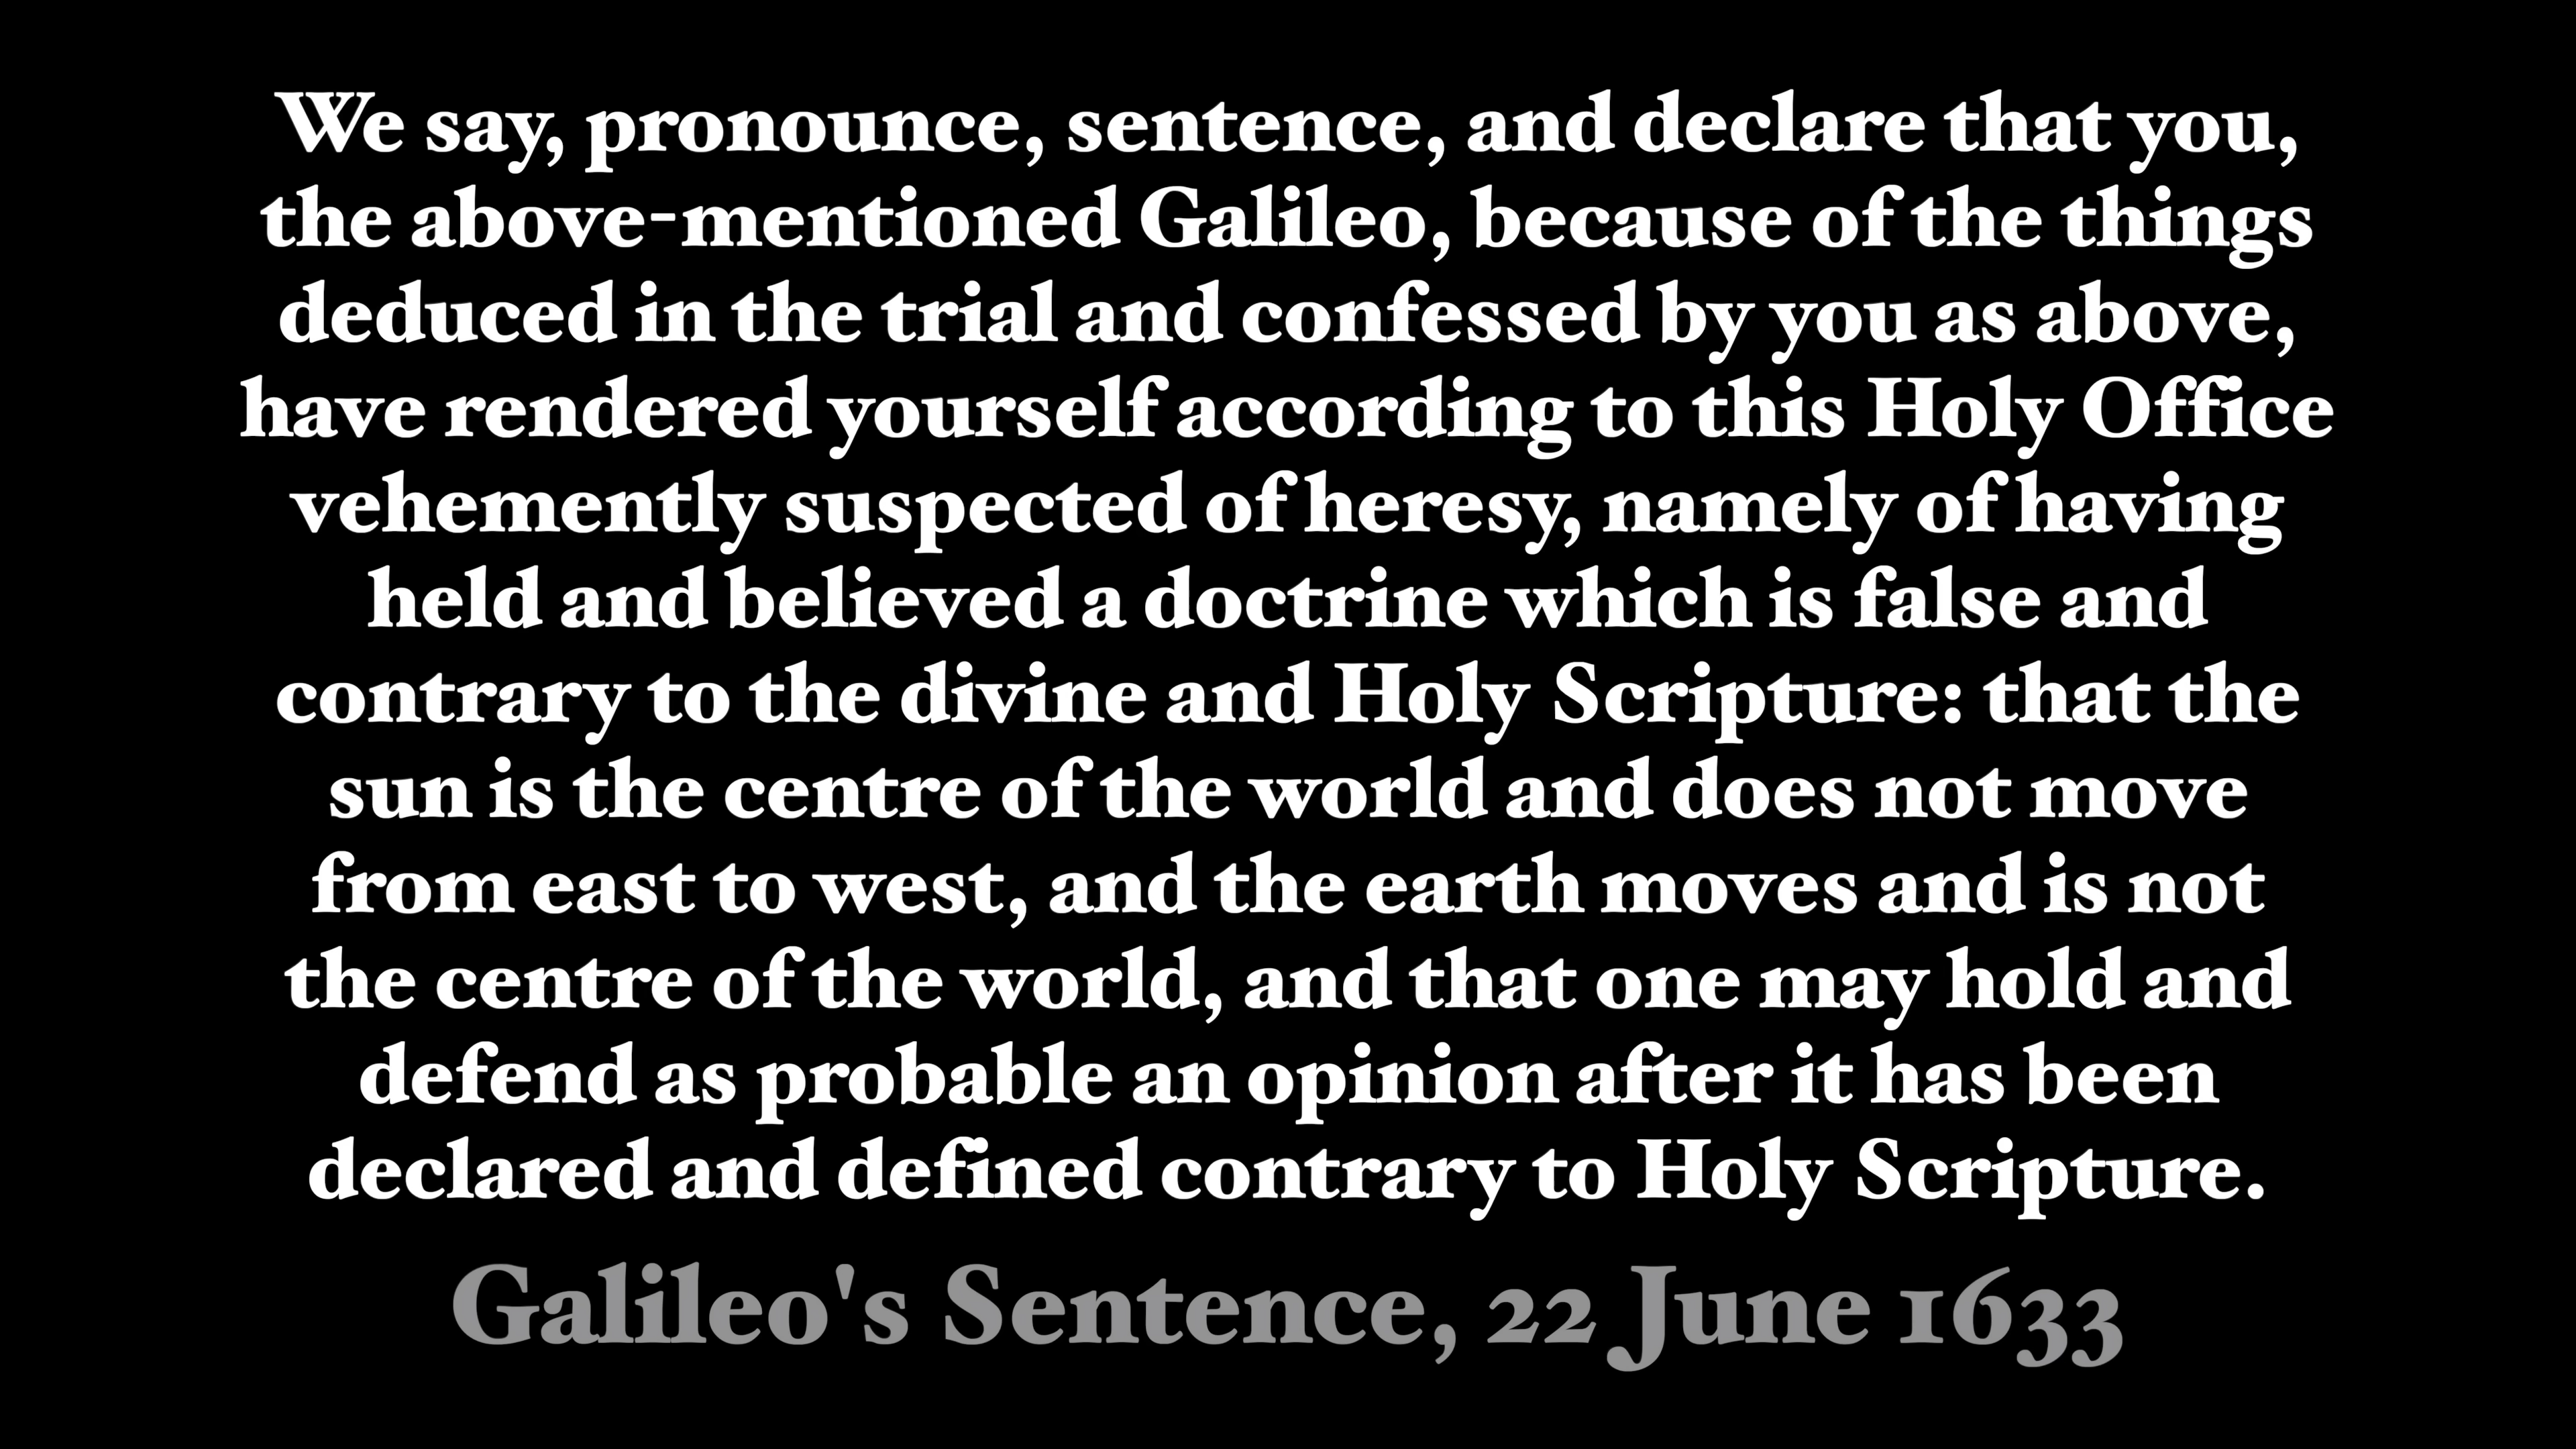 We say, pronounce, sentence, and declare that you,
the above-mentioned Galileo, because of the things
deduced in the trial and confessed by you as above,
have rendered yourself according to this Holy Office
vehemently suspected of heresy, namely of having
held and believed a doctrine which is false and
contrary to the divine and Holy Scripture: that the
sun is the centre of the world and does not move
from east to west, and the earth moves and is not
the centre of the world, and that one may hold and
defend as probable an opinion after it has been
declared and defined contrary to Holy Scripture.
Galileo's Sentence, 22 June 1633